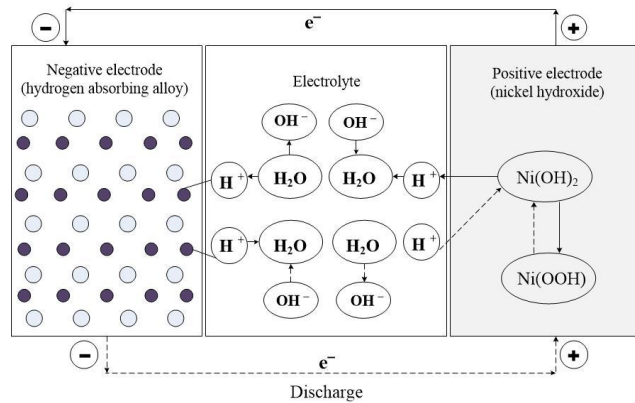 e⁻
− +
Negative electrode
(hydrogen absorbing alloy)
Electrolyte
Positive electrode
(nickel hydroxide)
OH⁻ OH⁻
H⁺ H₂O H₂O H⁺ Ni(OH)₂
H⁺ H₂O H₂O H⁺
OH⁻ OH⁻ Ni(OOH)
− +
e⁻
Discharge